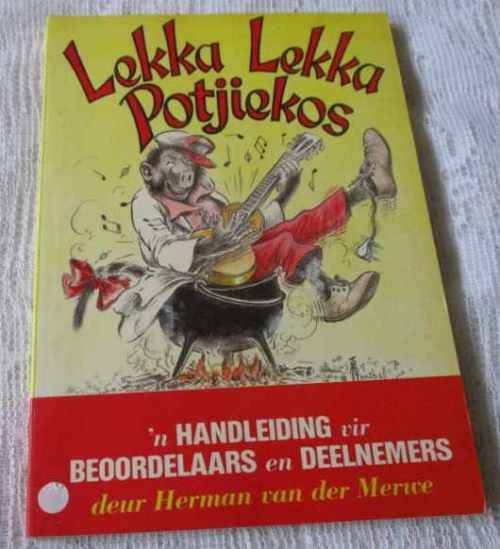 Lekka Lekka
Potjiekos
'n HANDLEIDING vir
BEOORDELAARS en DEELNEMERS
deur Herman van der Merwe